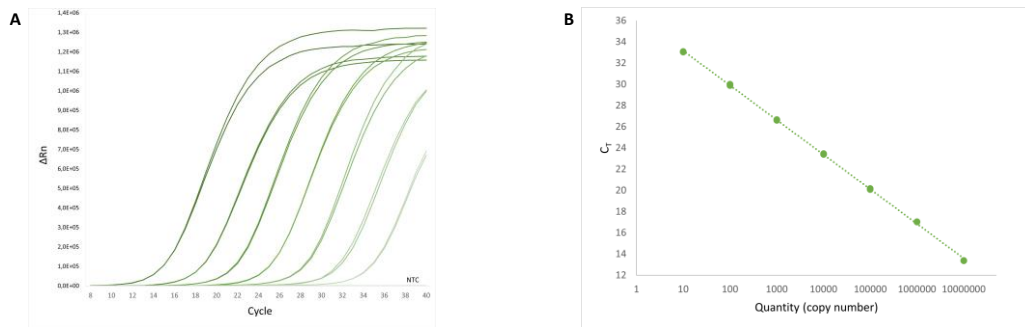 A
1,4E+06
1,3E+06
1,2E+06
1,1E+06
1,0E+06
9,0E+05
8,0E+05
7,0E+05
6,0E+05
5,0E+05
4,0E+05
3,0E+05
2,0E+05
1,0E+05
0,0E+00
ΔRn
NTC
8 10 12 14 16 18 20 22 24 26 28 30 32 34 36 38 40
Cycle
B
36
34
32
30
28
26
24
22
20
18
16
14
12
CT
1 10 100 1000 10000 100000 1000000 10000000
Quantity (copy number)